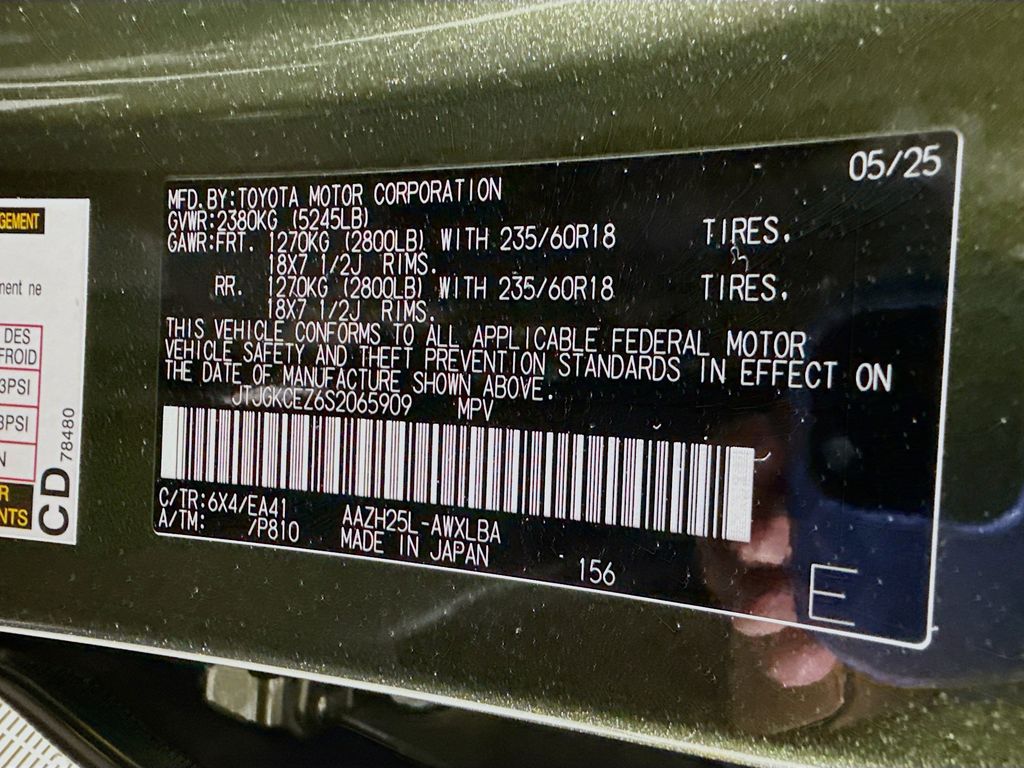 05/25
MFD.BY:TOYOTA MOTOR CORPORATION
GVWR:2380KG (5245LB)
GAWR:FRT. 1270KG (2800LB) WITH 235/60R18 TIRES.
18X7 1/2J RIMS.
RR. 1270KG (2800LB) WITH 235/60R18 TIRES.
18X7 1/2J RIMS.
THIS VEHICLE CONFORMS TO ALL APPLICABLE FEDERAL MOTOR
VEHICLE SAFETY AND THEFT PREVENTION STANDARDS IN EFFECT ON
THE DATE OF MANUFACTURE SHOWN ABOVE.
JTJGKCEZ6S2065909 MPV
C/TR:6X4/EA41 AAZH25L-AWXLBA
A/TM: /P810 MADE IN JAPAN
156
E
GEMENT
ment ne
DES
FROID
3PSI
3PSI
N
R
NTS
CD
78480